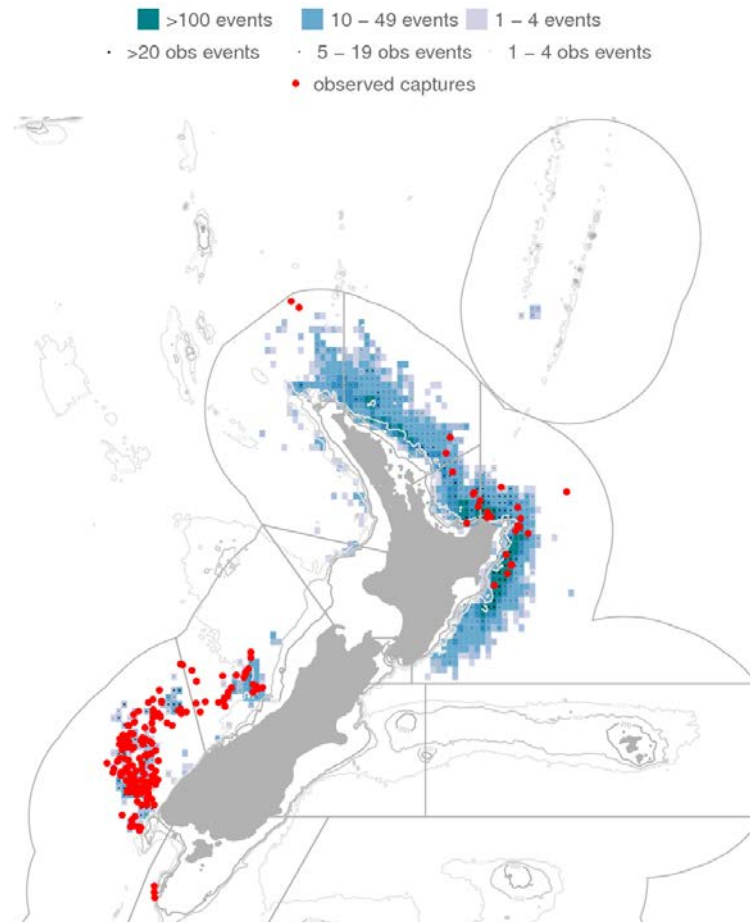 >100 events 10 – 49 events 1 – 4 events
>20 obs events 5 – 19 obs events 1 – 4 obs events
observed captures